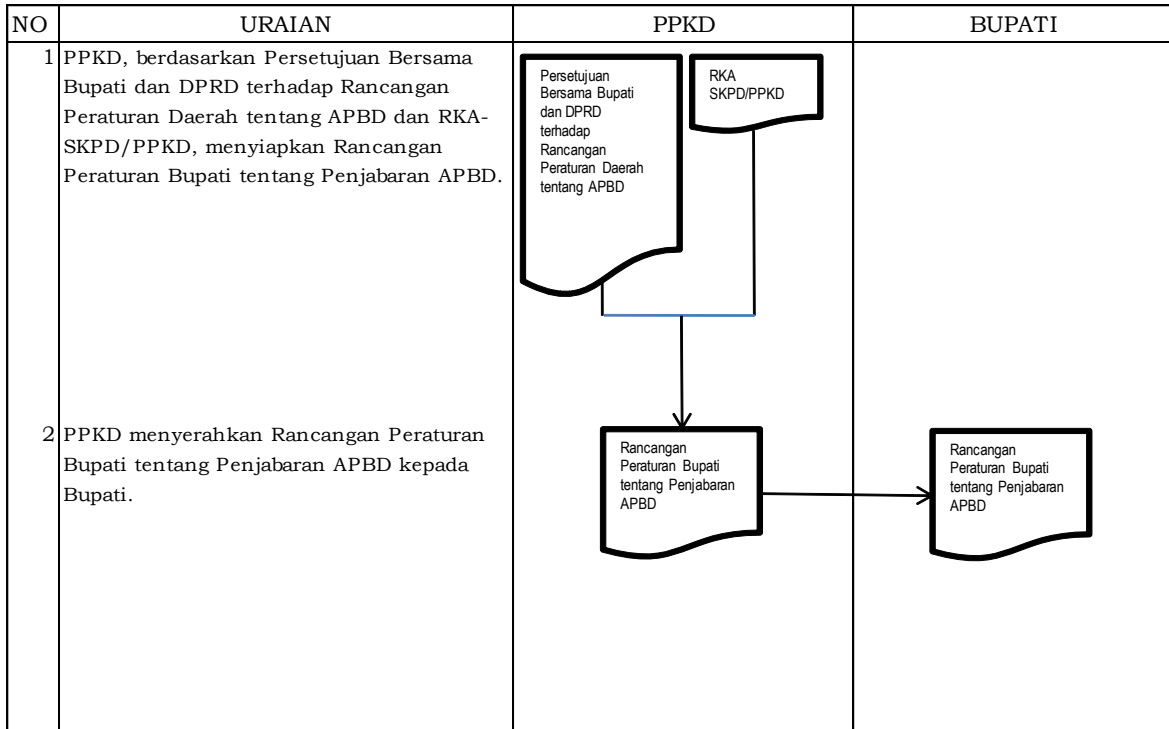 NO URAIAN PPKD BUPATI
1 PPKD, berdasarkan Persetujuan Bersama
Bupati dan DPRD terhadap Rancangan
Peraturan Daerah tentang APBD dan RKA-
SKPD/PPKD, menyiapkan Rancangan
Peraturan Bupati tentang Penjabaran APBD.
Persetujuan
Bersama Bupati
dan DPRD
terhadap
Rancangan
Peraturan Daerah
tentang APBD
RKA
SKPD/PPKD
2 PPKD menyerahkan Rancangan Peraturan
Bupati tentang Penjabaran APBD kepada
Bupati.
Rancangan
Peraturan Bupati
tentang Penjabaran
APBD
Rancangan
Peraturan Bupati
tentang Penjabaran
APBD